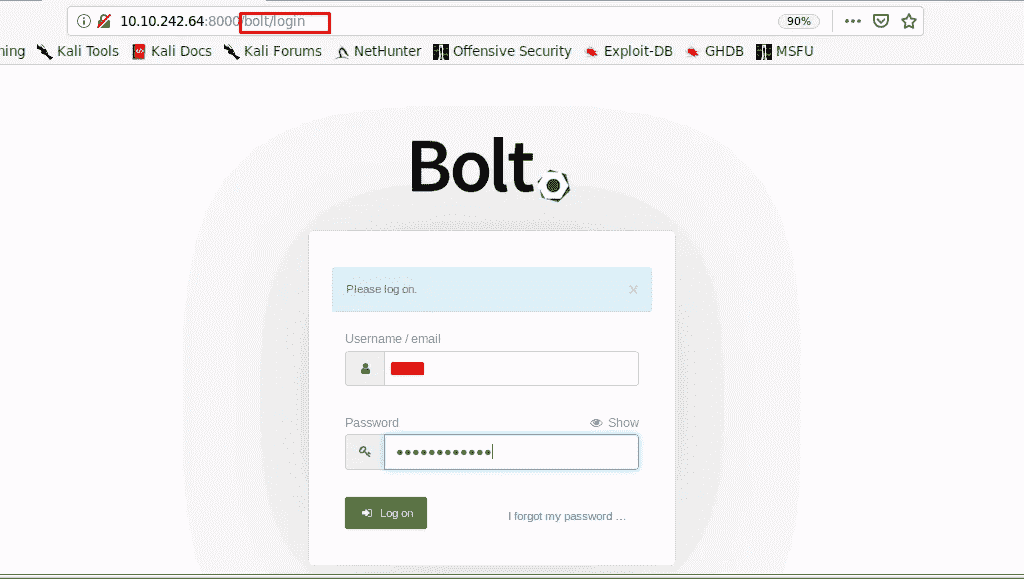 10.10.242.64:8000/bolt/login 90%
ning Kali Tools Kali Docs Kali Forums NetHunter Offensive Security Exploit-DB GHDB MSFU
Bolt
Please log on.
Username / email
Password Show
Log on I forgot my password ...